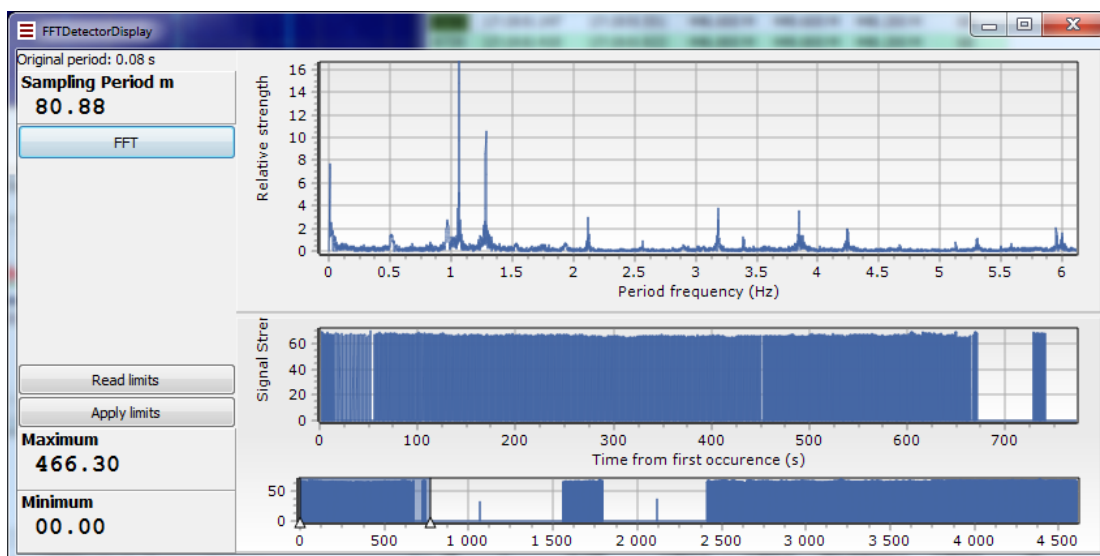 FFTDetectorDisplay
Original period: 0.08 s
Sampling Period m
80.88
FFT
Read limits
Apply limits
Maximum
466.30
Minimum
00.00
Relative strength
16
14
12
10
8
6
4
2
0
0 0.5 1 1.5 2 2.5 3 3.5 4 4.5 5 5.5 6
Period frequency (Hz)
Signal Stren
60
40
20
0
0 100 200 300 400 500 600 700
Time from first occurence (s)
50
0
0 500 1 000 1 500 2 000 2 500 3 000 3 500 4 000 4 500